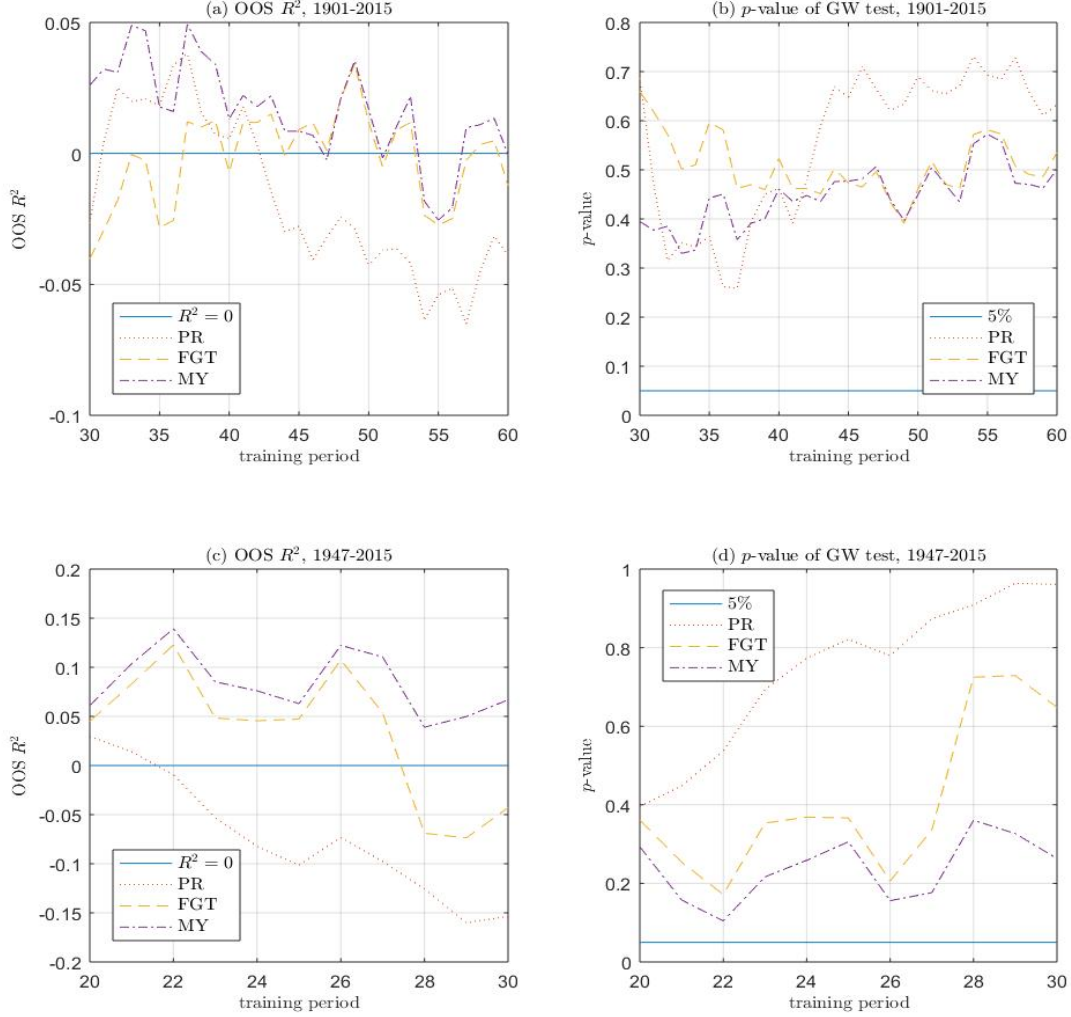 (a) OOS R², 1901-2015
0.05
0
-0.05
-0.1
OOS R²
R² = 0
PR
FGT
MY
30 35 40 45 50 55 60
training period
(b) p-value of GW test, 1901-2015
0.8
0.7
0.6
0.5
0.4
0.3
0.2
0.1
0
p-value
5%
PR
FGT
MY
30 35 40 45 50 55 60
training period
(c) OOS R², 1947-2015
0.2
0.15
0.1
0.05
0
-0.05
-0.1
-0.15
-0.2
OOS R²
R² = 0
PR
FGT
MY
20 22 24 26 28 30
training period
(d) p-value of GW test, 1947-2015
1
0.8
0.6
0.4
0.2
0
p-value
5%
PR
FGT
MY
20 22 24 26 28 30
training period